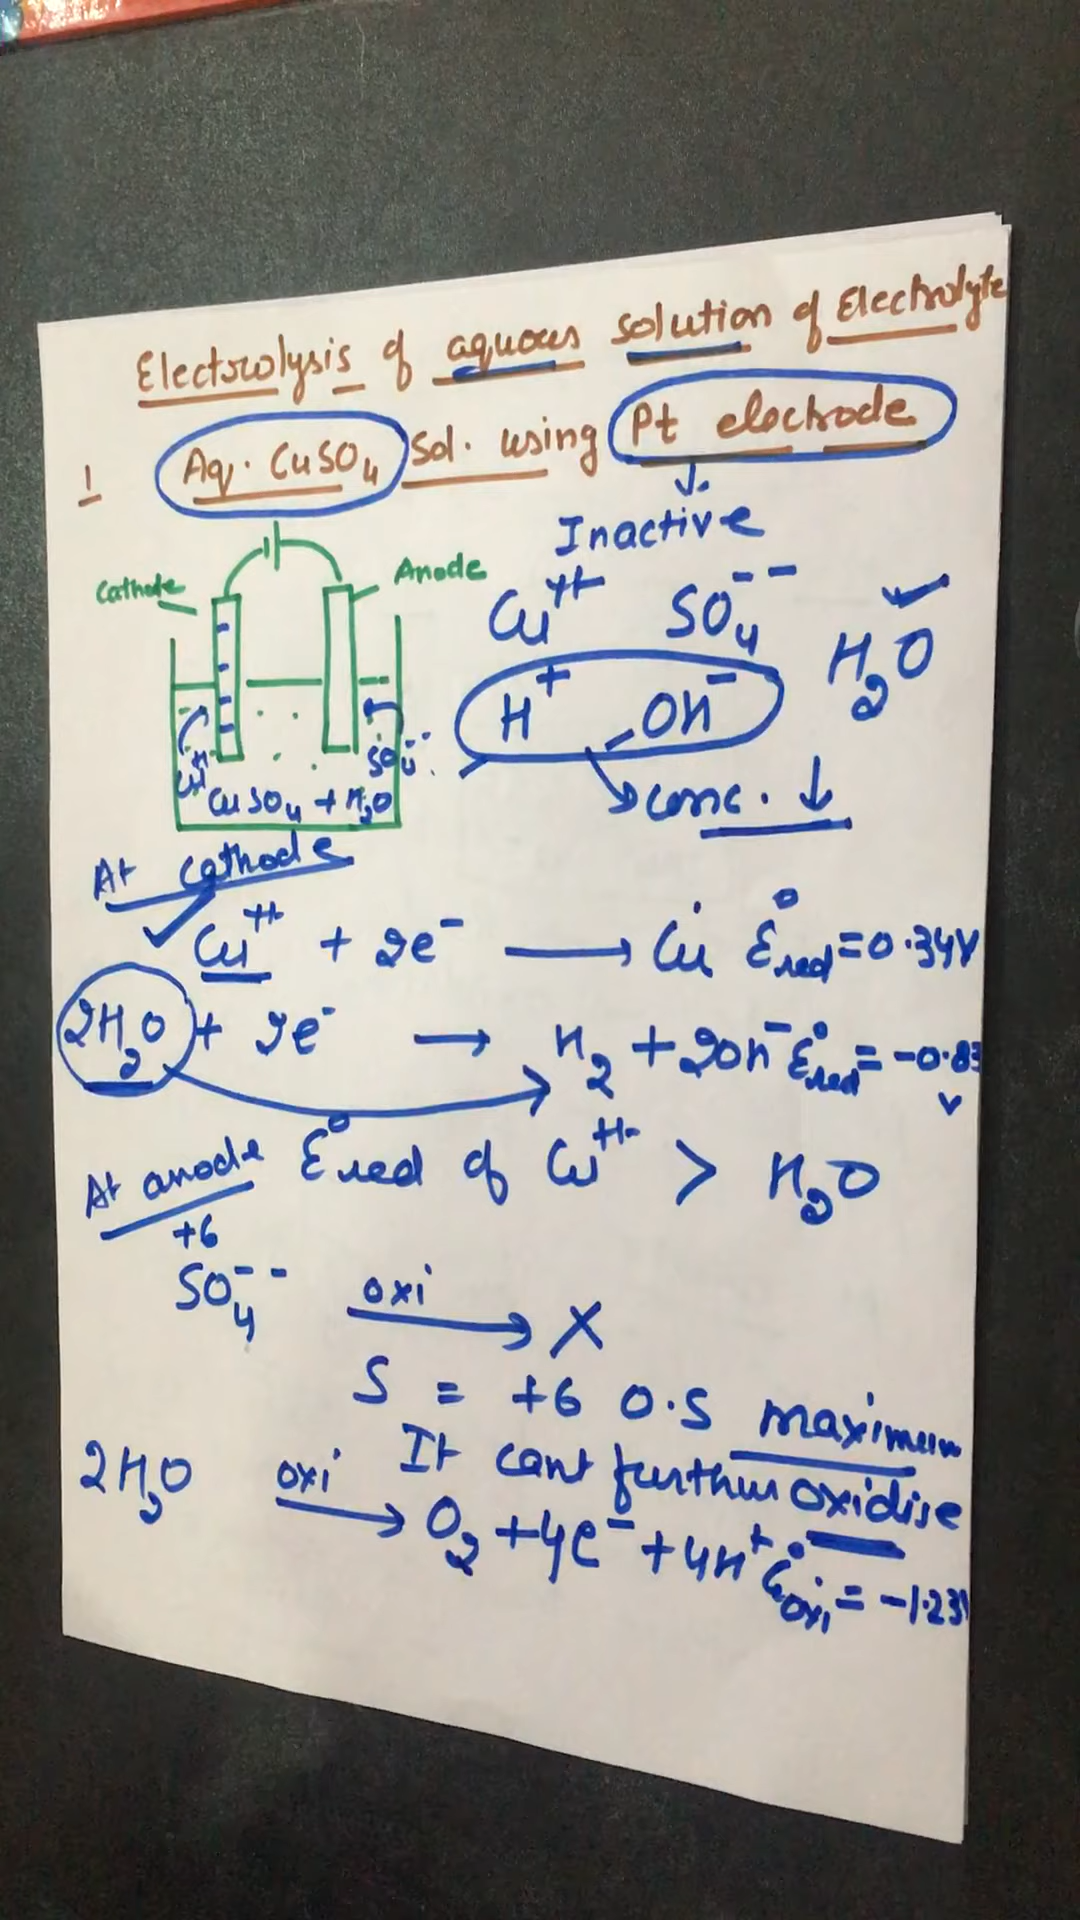 Electrolysis of aquous solution of Electrolyte
1 Aq. CuSO4 Sol. using Pt electrode
Inactive
Cathode Anode
Cu++ SO4-- H2O
H+ OH-
Cu++ SO4--
CuSO4 + H2O
conc. ↓
At cathode
✓ Cu++ + 2e- → Cu E°red = 0.34V
2H2O + 2e- → H2 + 2OH- E°red = -0.83
V
At anode E°red of Cu++ > H2O
+6
SO4-- oxi → X
S = +6 O.S maximum
It cant further oxidise
2H2O oxi → O2 + 4e- + 4H+ E°oxi = -1.23V